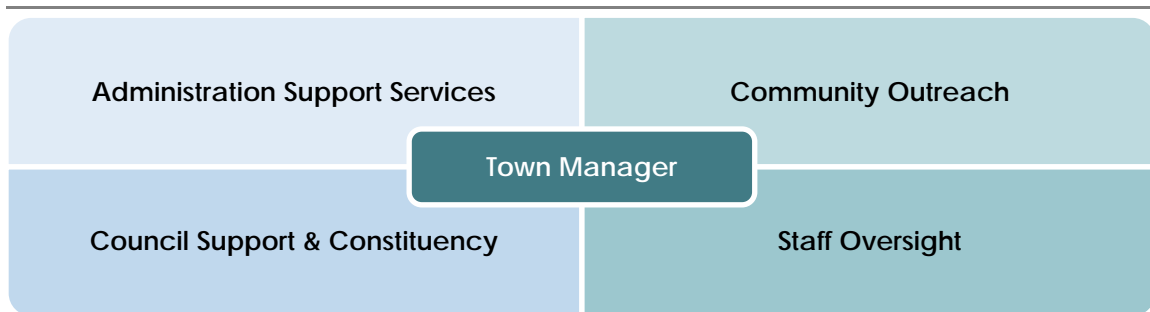 Administration Support Services
Community Outreach
Town Manager
Council Support & Constituency
Staff Oversight